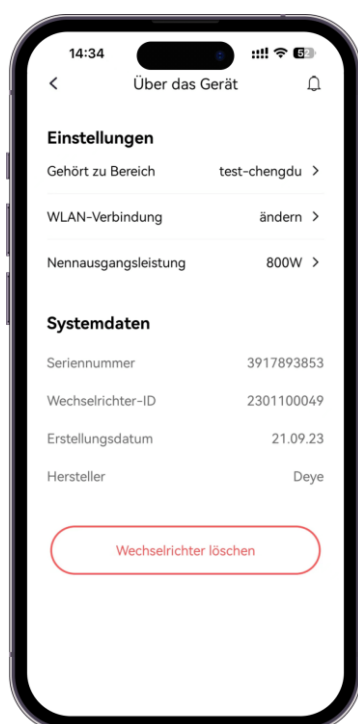 14:34 52
Über das Gerät
Einstellungen
Gehört zu Bereich test-chengdu
WLAN-Verbindung ändern
Nennausgangsleistung 800W
Systemdaten
Seriennummer 3917893853
Wechselrichter-ID 2301100049
Erstellungsdatum 21.09.23
Hersteller Deye
Wechselrichter löschen